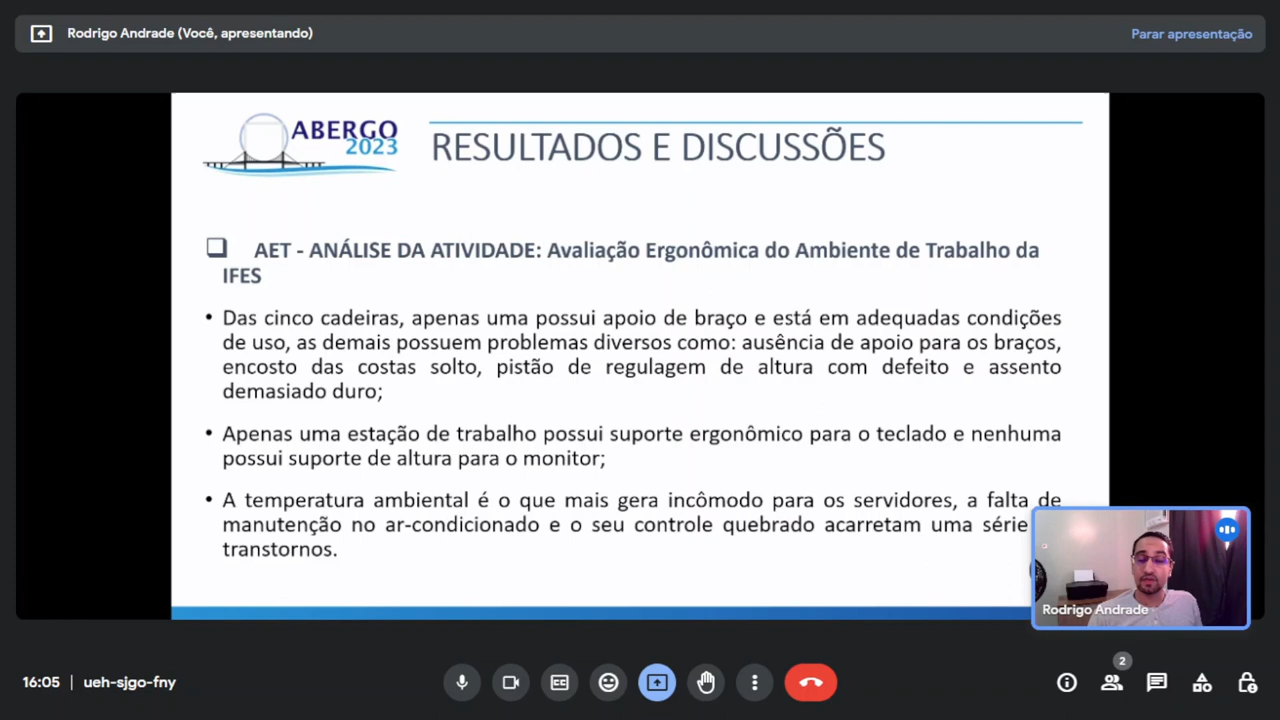 Rodrigo Andrade (Você, apresentando)
Parar apresentação
ABERGO
2023
RESULTADOS E DISCUSSÕES
AET - ANÁLISE DA ATIVIDADE: Avaliação Ergonômica do Ambiente de Trabalho da
IFES
• Das cinco cadeiras, apenas uma possui apoio de braço e está em adequadas condições
de uso, as demais possuem problemas diversos como: ausência de apoio para os braços,
encosto das costas solto, pistão de regulagem de altura com defeito e assento
demasiado duro;
• Apenas uma estação de trabalho possui suporte ergonômico para o teclado e nenhuma
possui suporte de altura para o monitor;
• A temperatura ambiental é o que mais gera incômodo para os servidores, a falta de
manutenção no ar-condicionado e o seu controle quebrado acarretam uma série
transtornos.
Rodrigo Andrade
16:05 | ueh-sjgo-fny
2